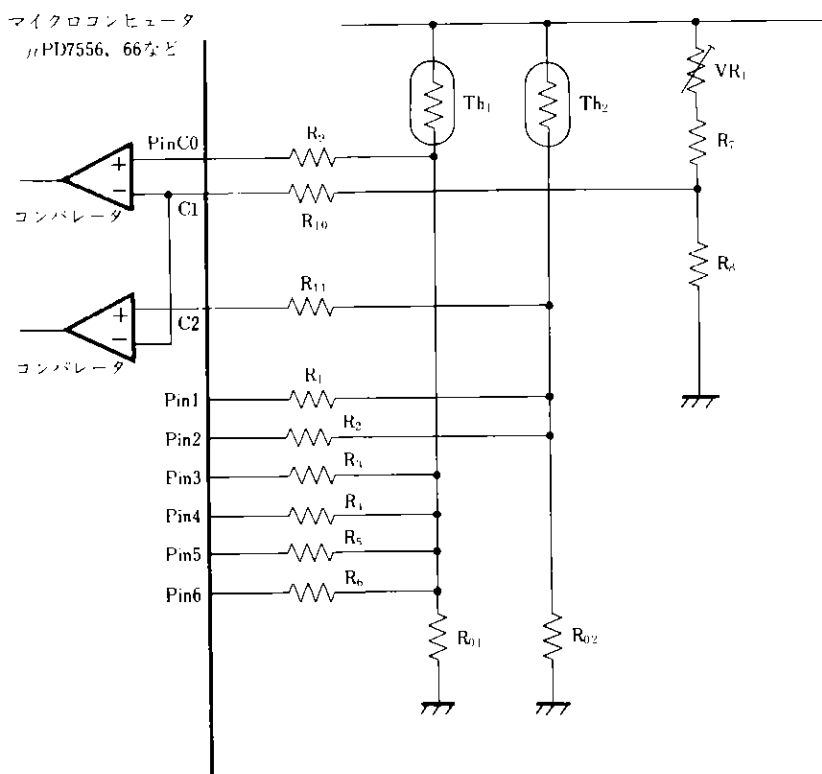 マイクロコンピュータ
μPD7556、66など
Th₁
Th₂
VR₁
R₇
PinC0
R₉
+
−
C1
R₁₀
コンパレータ
R₈
R₁₁
+
−
C2
コンパレータ
R₁
Pin1
R₂
Pin2
R₃
Pin3
R₄
Pin4
R₅
Pin5
R₆
Pin6
R₀₁
R₀₂